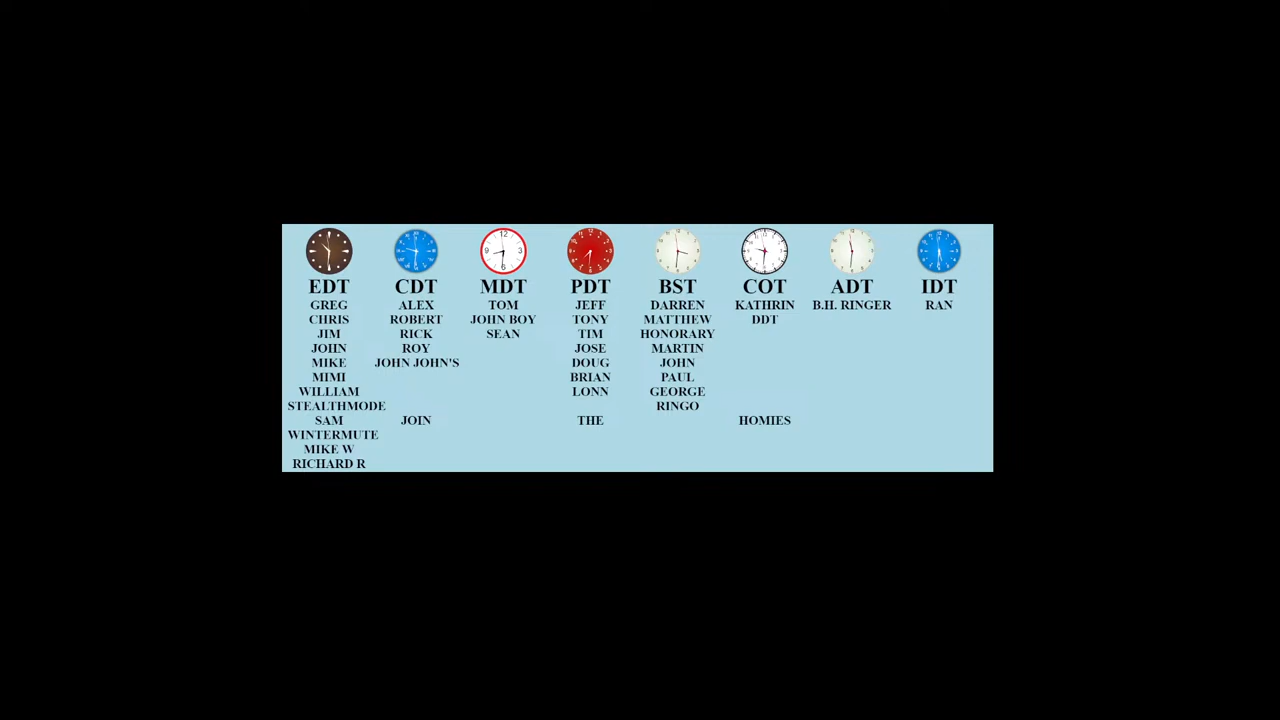 EDT CDT MDT PDT BST COT ADT IDT
GREG ALEX TOM JEFF DARREN KATHRIN B.H. RINGER RAN
CHRIS ROBERT JOHN BOY TONY MATTHEW DDT
JIM RICK SEAN TIM HONORARY
JOHN ROY JOSE MARTIN
MIKE JOHN JOHN'S DOUG JOHN
MIMI BRIAN PAUL
WILLIAM LONN GEORGE
STEALTHMODE RINGO
SAM JOIN THE HOMIES
WINTERMUTE
MIKE W
RICHARD R